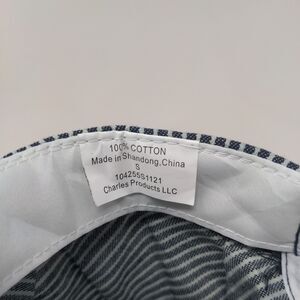 100% COTTON
Made in Shandong,China
S
104255S1121
Charles Products LLC